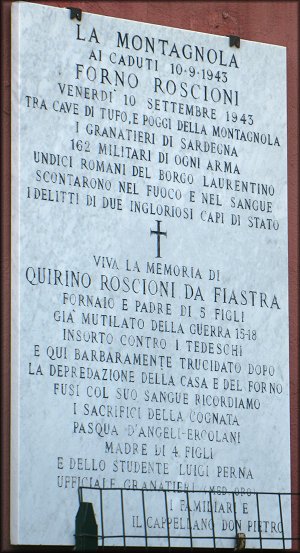 LA MONTAGNOLA
AI CADUTI 10-9-1943
FORNO ROSCIONI
VENERDI' 10 SETTEMBRE 1943
TRA CAVE DI TUFO, E POGGI DELLA MONTAGNOLA
I GRANATIERI DI SARDEGNA
162 MILITARI DI OGNI ARMA
UNDICI ROMANI DEL BORGO LAURENTINO
SCONTARONO NEL FUOCO E NEL SANGUE
I DELITTI DI DUE INGLORIOSI CAPI DI STATO
VIVA LA MEMORIA DI
QUIRINO ROSCIONI DA FIASTRA
FORNAIO E PADRE DI 5 FIGLI
GIA' MUTILATO DELLA GUERRA 15-18
INSORTO CONTRO I TEDESCHI
E QUI BARBARAMENTE TRUCIDATO DOPO
LA DEPREDAZIONE DELLA CASA E DEL FORNO
FUSI COL SUO SANGUE RICORDIAMO
I SACRIFICI DELLA COGNATA
PASQUA D'ANGELI-ERCOLANI
MADRE DI 4 FIGLI
E DELLO STUDENTE LUIGI PERNA
UFFICIALE GRANATIERI (MED. ORO)
I FAMILIARI E
IL CAPPELLANO DON PIETRO